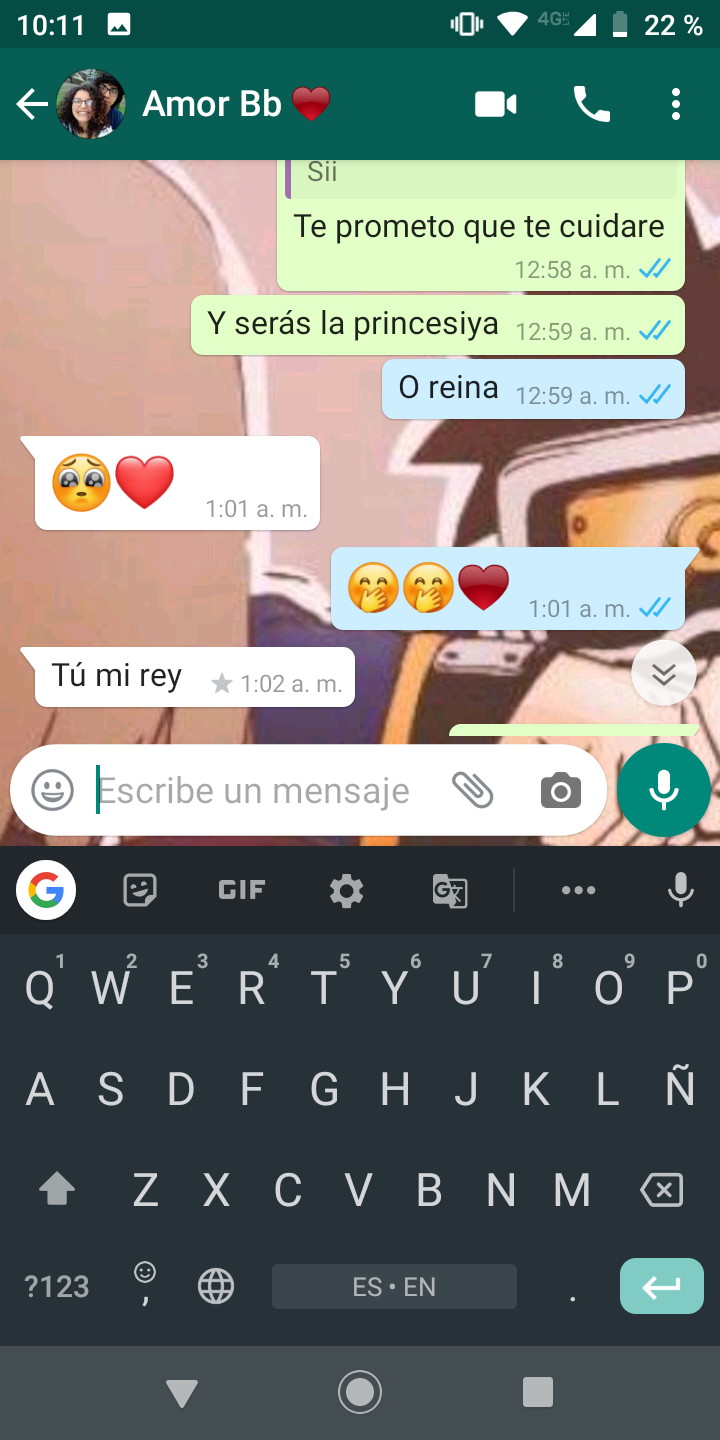 10:11 4G LTE 22 %
Amor Bb ❤️
Sii
Te prometo que te cuidare
12:58 a. m.
Y serás la princesiya 12:59 a. m.
O reina 12:59 a. m.
🥺❤️ 1:01 a. m.
🤭🤭❤️ 1:01 a. m.
Tú mi rey ★ 1:02 a. m.
Escribe un mensaje
G GIF G •••
Q1 W2 E3 R4 T5 Y6 U7 I8 O9 P0
A S D F G H J K L Ñ
Z X C V B N M
?123 , ES • EN .